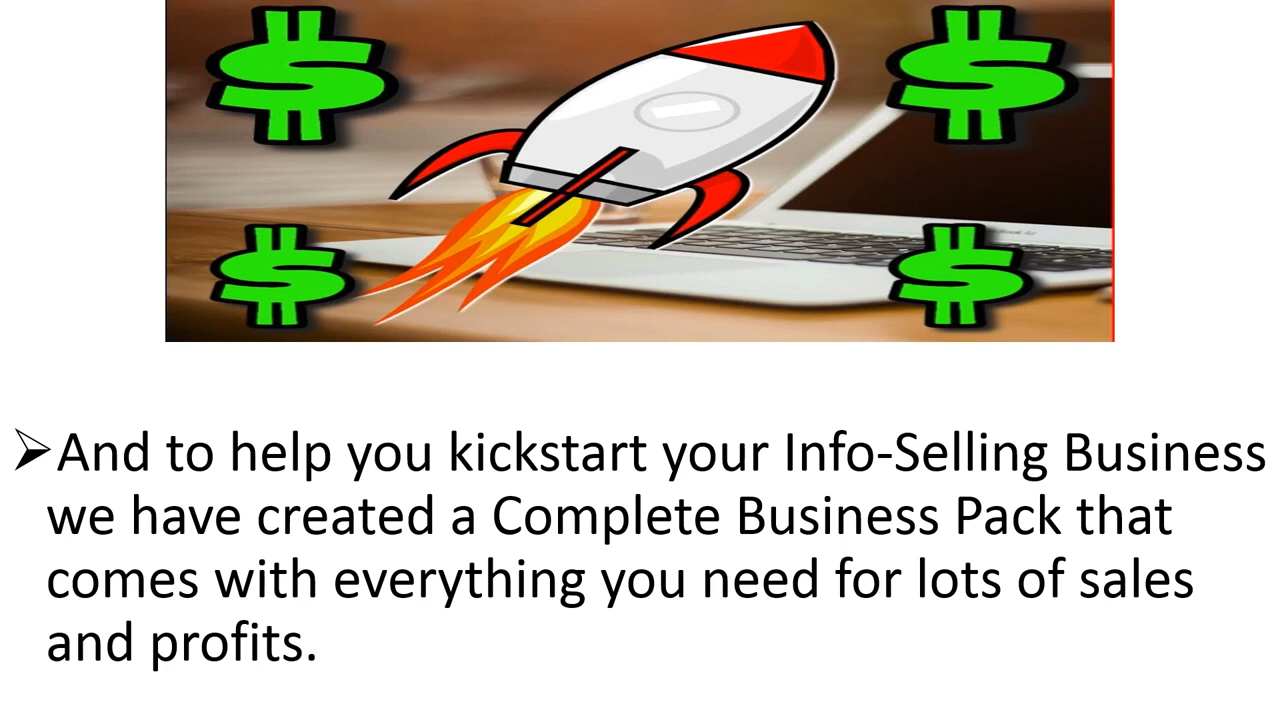 And to help you kickstart your Info-Selling Business
we have created a Complete Business Pack that
comes with everything you need for lots of sales
and profits.